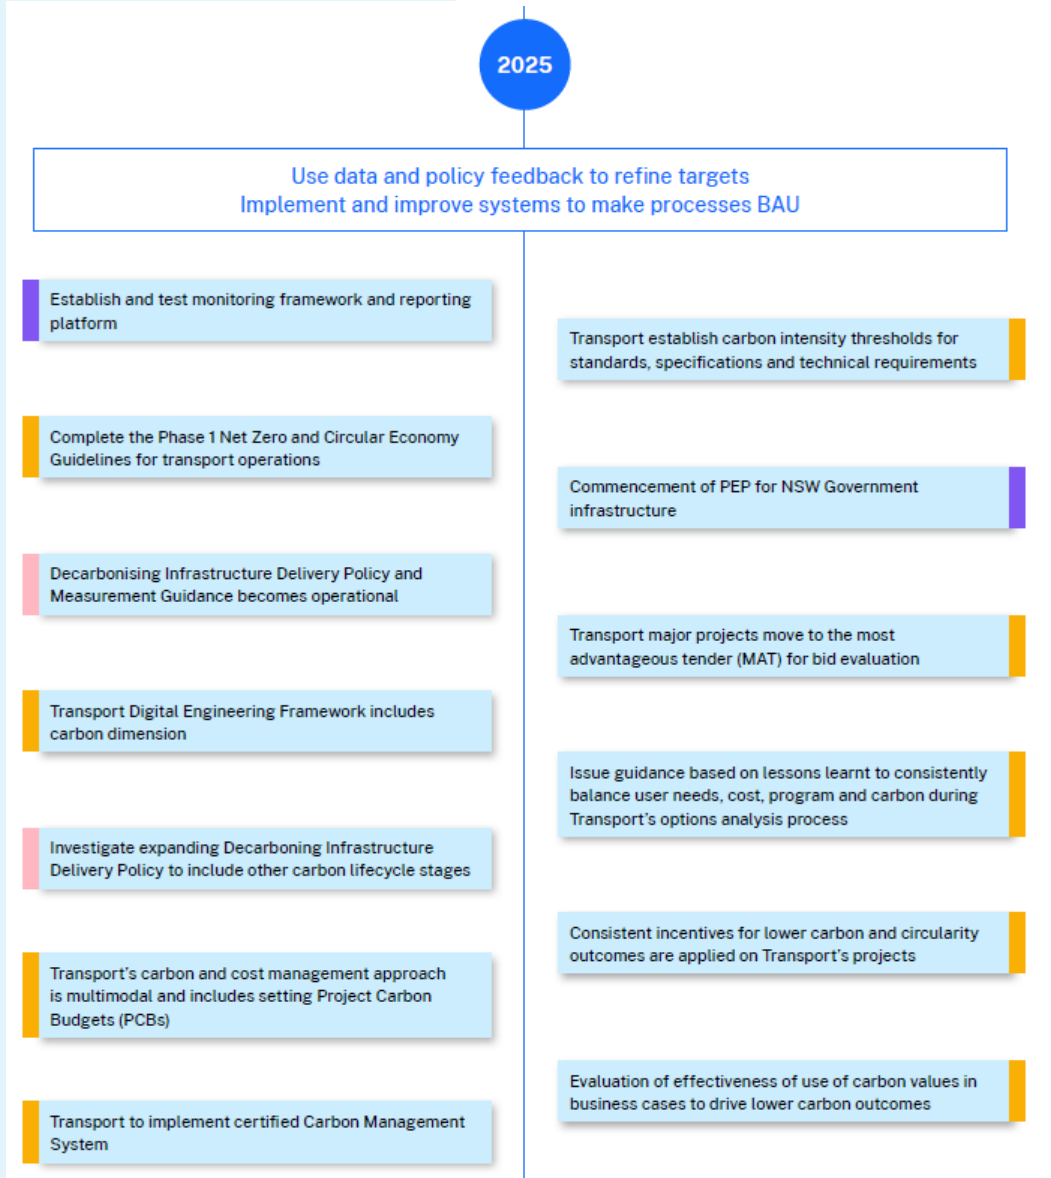 2025
Use data and policy feedback to refine targets
Implement and improve systems to make processes BAU
Establish and test monitoring framework and reporting
platform
Transport establish carbon intensity thresholds for
standards, specifications and technical requirements
Complete the Phase 1 Net Zero and Circular Economy
Guidelines for transport operations
Commencement of PEP for NSW Government
infrastructure
Decarbonising Infrastructure Delivery Policy and
Measurement Guidance becomes operational
Transport major projects move to the most
advantageous tender (MAT) for bid evaluation
Transport Digital Engineering Framework includes
carbon dimension
Issue guidance based on lessons learnt to consistently
balance user needs, cost, program and carbon during
Transport's options analysis process
Investigate expanding Decarboning Infrastructure
Delivery Policy to include other carbon lifecycle stages
Consistent incentives for lower carbon and circularity
outcomes are applied on Transport's projects
Transport's carbon and cost management approach
is multimodal and includes setting Project Carbon
Budgets (PCBs)
Evaluation of effectiveness of use of carbon values in
business cases to drive lower carbon outcomes
Transport to implement certified Carbon Management
System